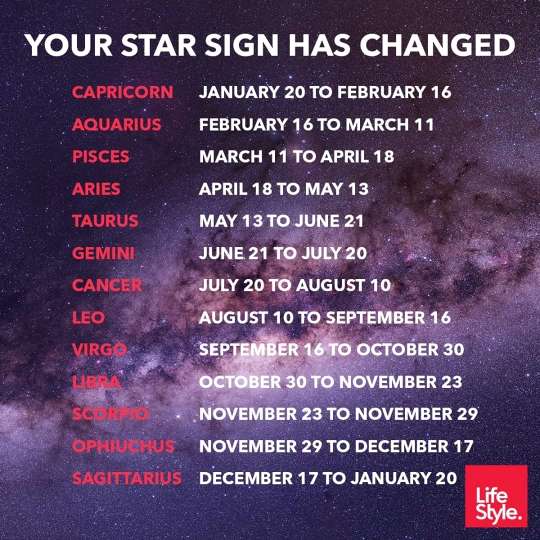 YOUR STAR SIGN HAS CHANGED
CAPRICORN JANUARY 20 TO FEBRUARY 16
AQUARIUS FEBRUARY 16 TO MARCH 11
PISCES MARCH 11 TO APRIL 18
ARIES APRIL 18 TO MAY 13
TAURUS MAY 13 TO JUNE 21
GEMINI JUNE 21 TO JULY 20
CANCER JULY 20 TO AUGUST 10
LEO AUGUST 10 TO SEPTEMBER 16
VIRGO SEPTEMBER 16 TO OCTOBER 30
LIBRA OCTOBER 30 TO NOVEMBER 23
SCORPIO NOVEMBER 23 TO NOVEMBER 29
OPHIUCHUS NOVEMBER 29 TO DECEMBER 17
SAGITTARIUS DECEMBER 17 TO JANUARY 20
Life
Style.